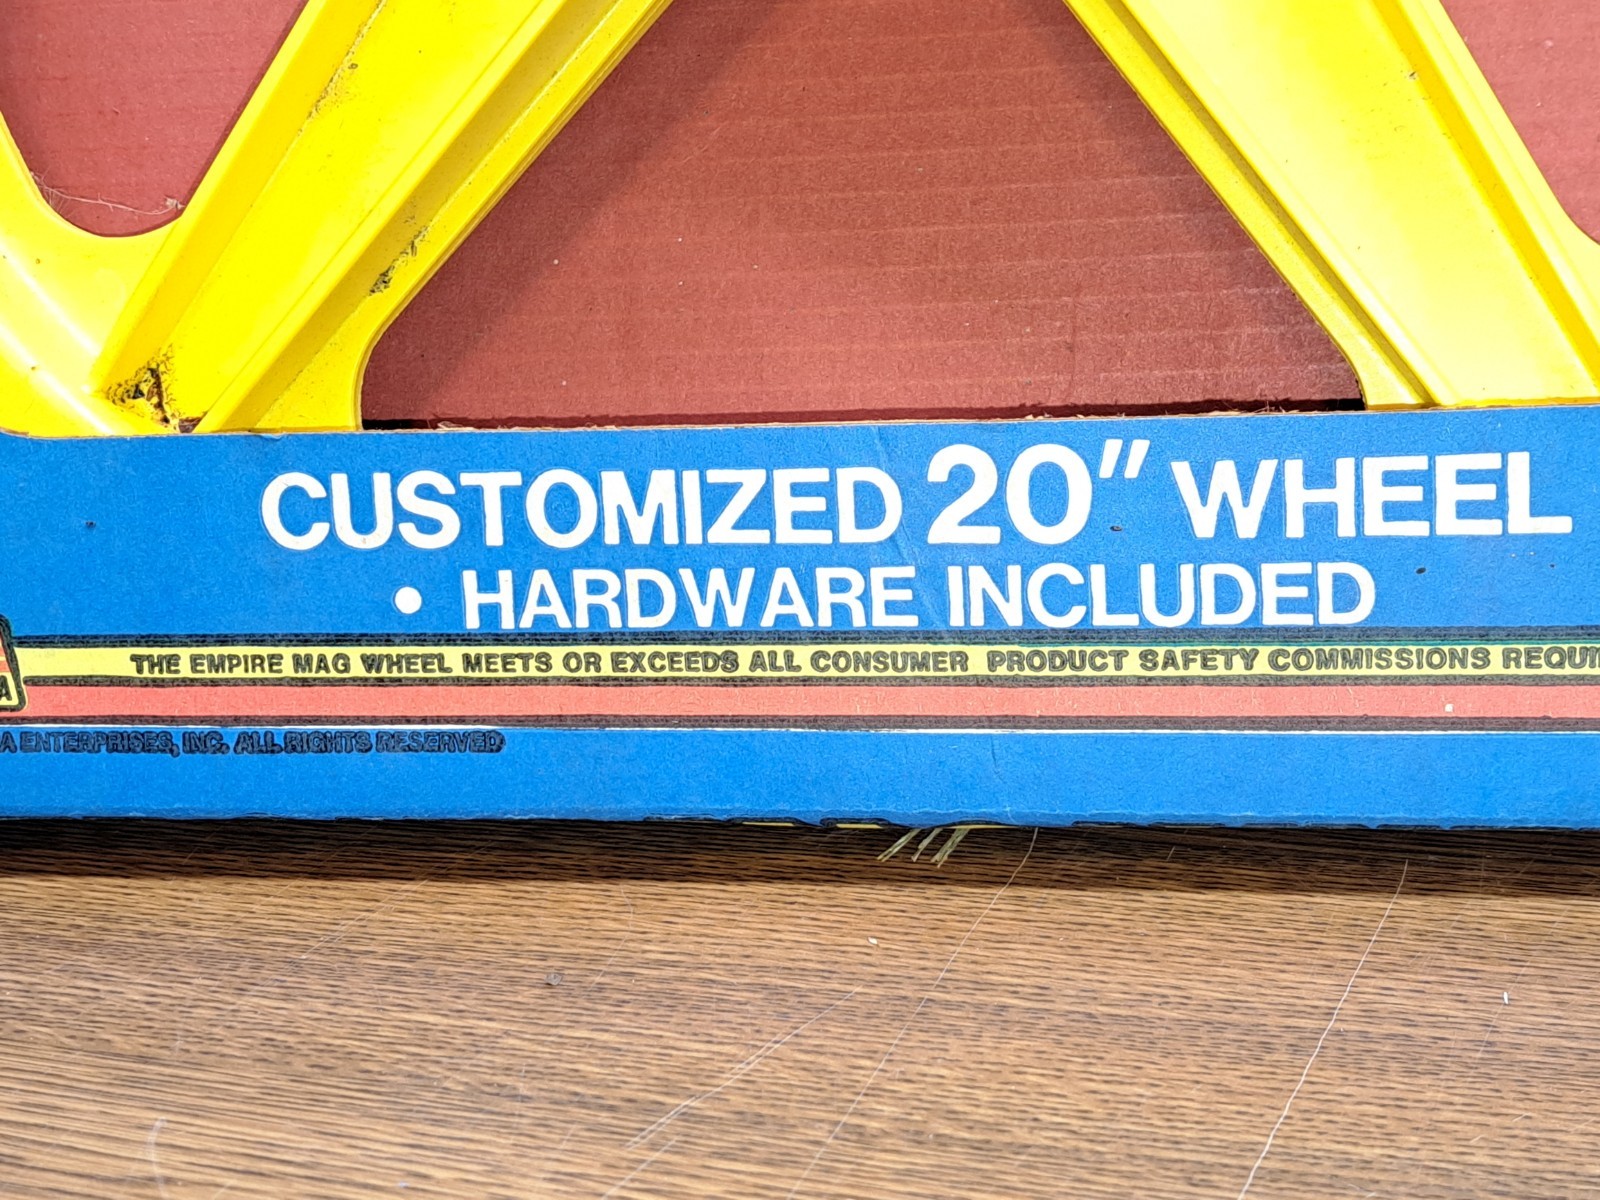 CUSTOMIZED 20" WHEEL
• HARDWARE INCLUDED
THE EMPIRE MAG WHEEL MEETS OR EXCEEDS ALL CONSUMER PRODUCT SAFETY COMMISSIONS
A ENTERPRISES, INC. ALL RIGHTS RESERVED